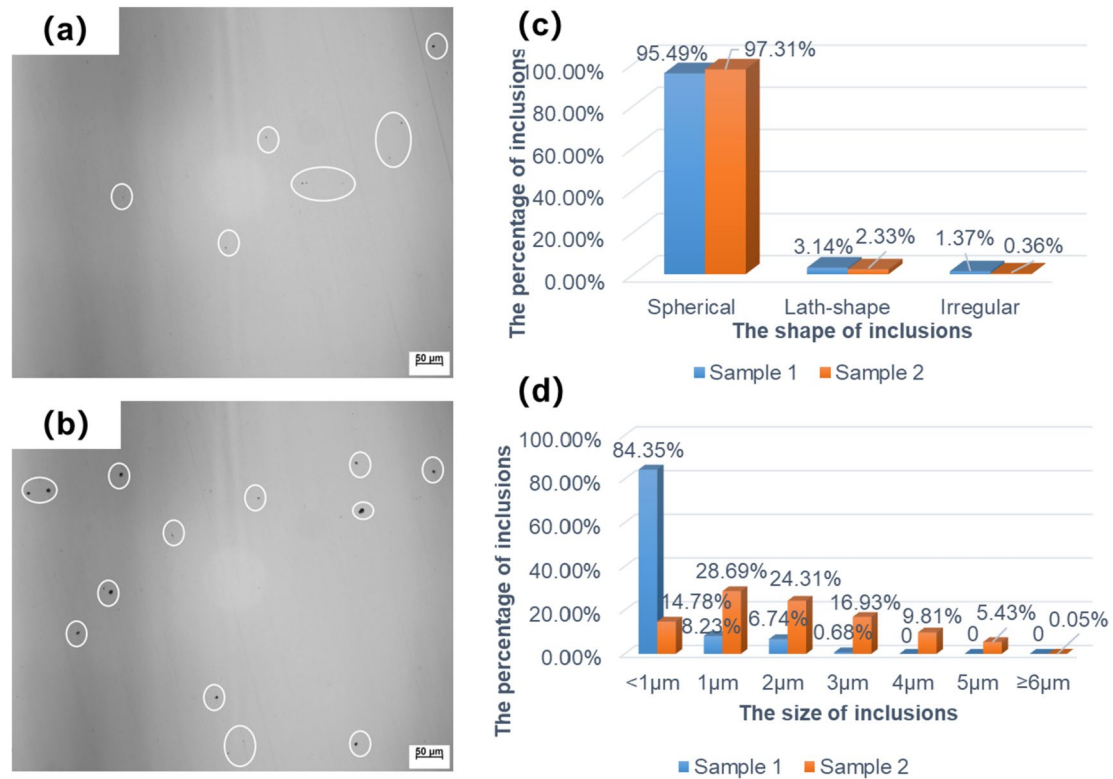 (a)
50 μm
(b)
50 μm
(c)
The percentage of inclusions
100.00%
80.00%
60.00%
40.00%
20.00%
0.00%
95.49%
97.31%
3.14%
2.33%
1.37%
0.36%
Spherical
Lath-shape
Irregular
The shape of inclusions
Sample 1
Sample 2
(d)
The percentage of inclusions
100.00%
80.00%
60.00%
40.00%
20.00%
0.00%
84.35%
14.78%
8.23%
28.69%
6.74%
24.31%
0.68%
16.93%
0
9.81%
0
5.43%
0
0.05%
<1μm
1μm
2μm
3μm
4μm
5μm
≥6μm
The size of inclusions
Sample 1
Sample 2